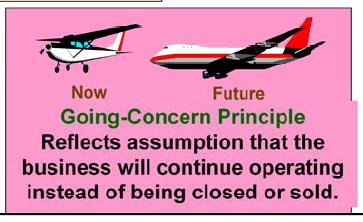 Now Future
Going-Concern Principle
Reflects assumption that the
business will continue operating
instead of being closed or sold.